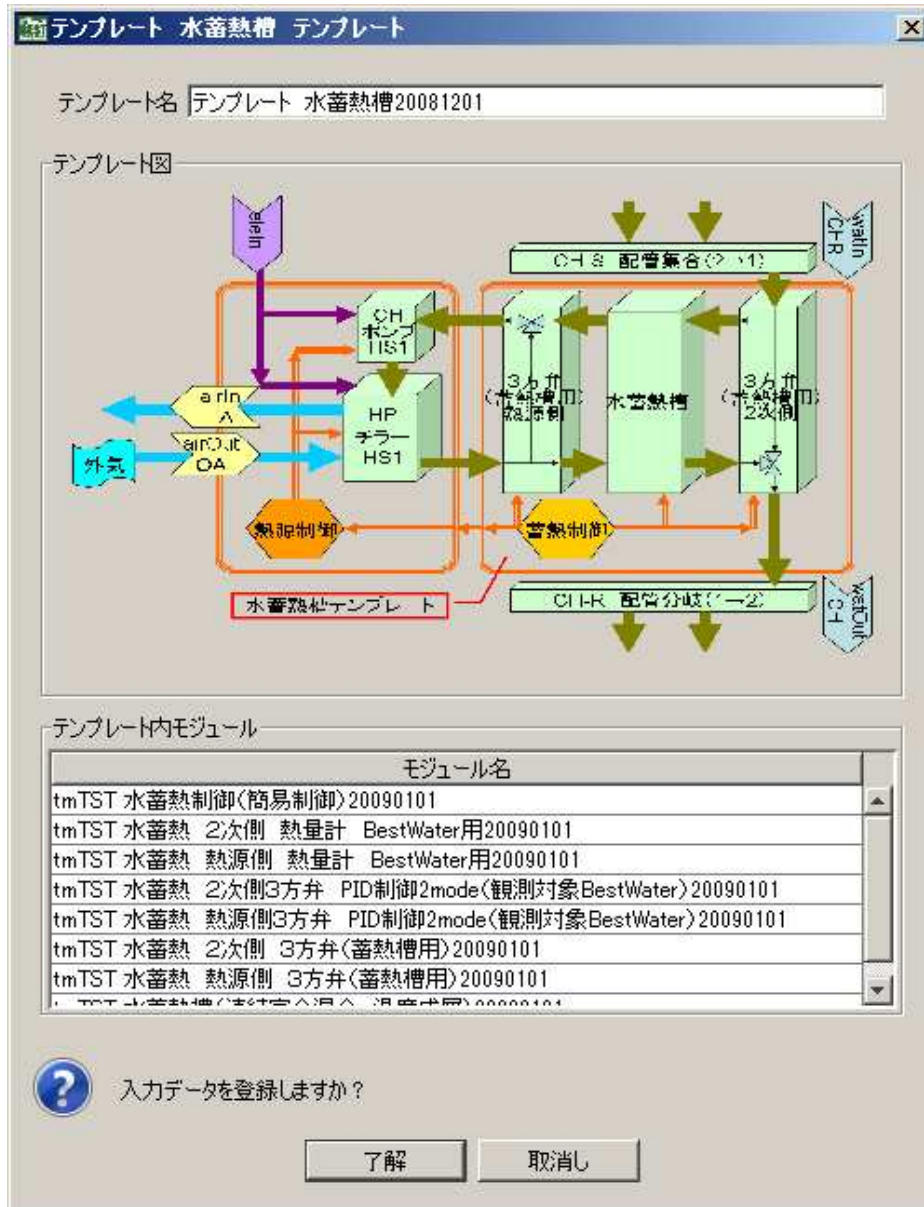 テンプレート 水蓄熱槽 テンプレート
テンプレート名 テンプレート 水蓄熱槽20081201
テンプレート図
eleIn
watIn
CH-R
CH-S 配管集合(2→1)
CH
ポンプ
HS1
3方弁
(蓄熱槽用)
熱源側
水蓄熱槽
3方弁
(蓄熱槽用)
2次側
airIn
HP
チラー
HS1
airOut
OA
外気
熱源制御
蓄熱制御
水蓄熱槽テンプレート
CH-R 配管分岐(1→2)
watOut
CH
テンプレート内モジュール
モジュール名
tmTST 水蓄熱制御(簡易制御)20090101
tmTST 水蓄熱 2次側 熱量計 BestWater用20090101
tmTST 水蓄熱 熱源側 熱量計 BestWater用20090101
tmTST 水蓄熱 2次側3方弁 PID制御2mode(観測対象BestWater)20090101
tmTST 水蓄熱 熱源側3方弁 PID制御2mode(観測対象BestWater)20090101
tmTST 水蓄熱 2次側 3方弁(蓄熱槽用)20090101
tmTST 水蓄熱 熱源側 3方弁(蓄熱槽用)20090101
入力データを登録しますか?
了解
取消し